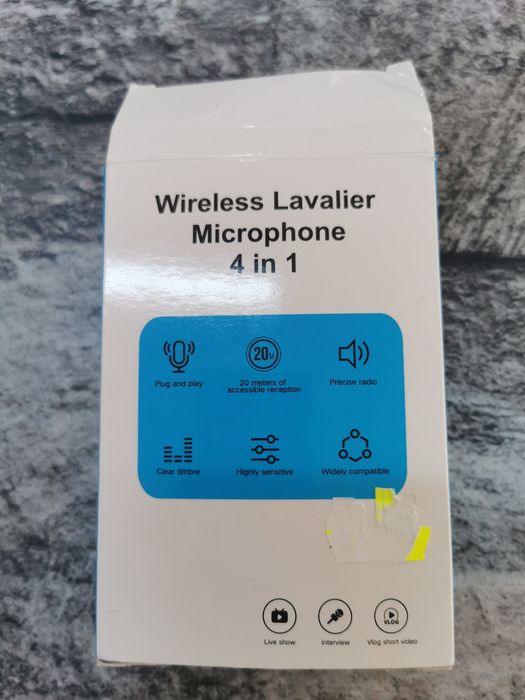 Wireless Lavalier
Microphone
4 in 1
20M
Plug and play
20 meters of
accessible reception
Precise radio
Clear timbre
Highly sensitive
Widely compatible
VLOG
Live show
Interview
Vlog short video